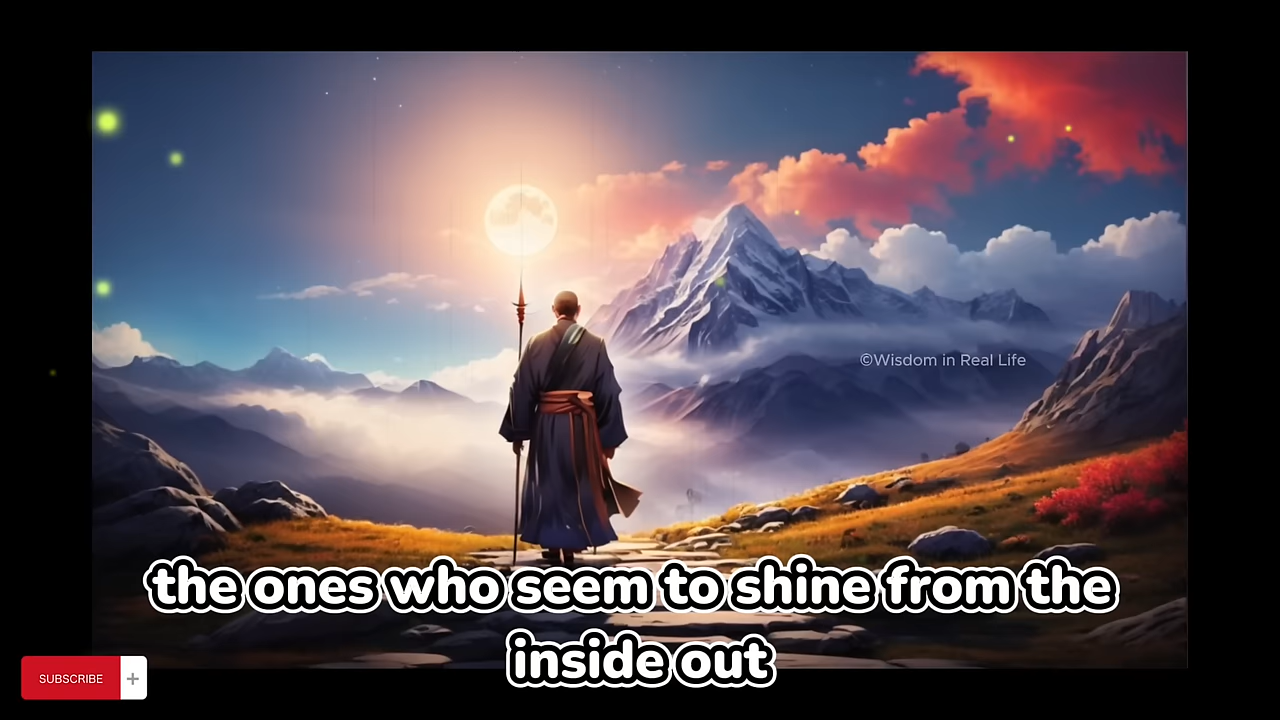 ©Wisdom in Real Life
the ones who seem to shine from the
inside out
SUBSCRIBE +